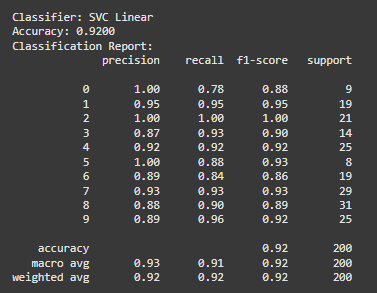 Classifier: SVC Linear
Accuracy: 0.9200
Classification Report:
precision recall f1-score support
0 1.00 0.78 0.88 9
1 0.95 0.95 0.95 19
2 1.00 1.00 1.00 21
3 0.87 0.93 0.90 14
4 0.92 0.92 0.92 25
5 1.00 0.88 0.93 8
6 0.89 0.84 0.86 19
7 0.93 0.93 0.93 29
8 0.88 0.90 0.89 31
9 0.89 0.96 0.92 25
accuracy 0.92 200
macro avg 0.93 0.91 0.92 200
weighted avg 0.92 0.92 0.92 200